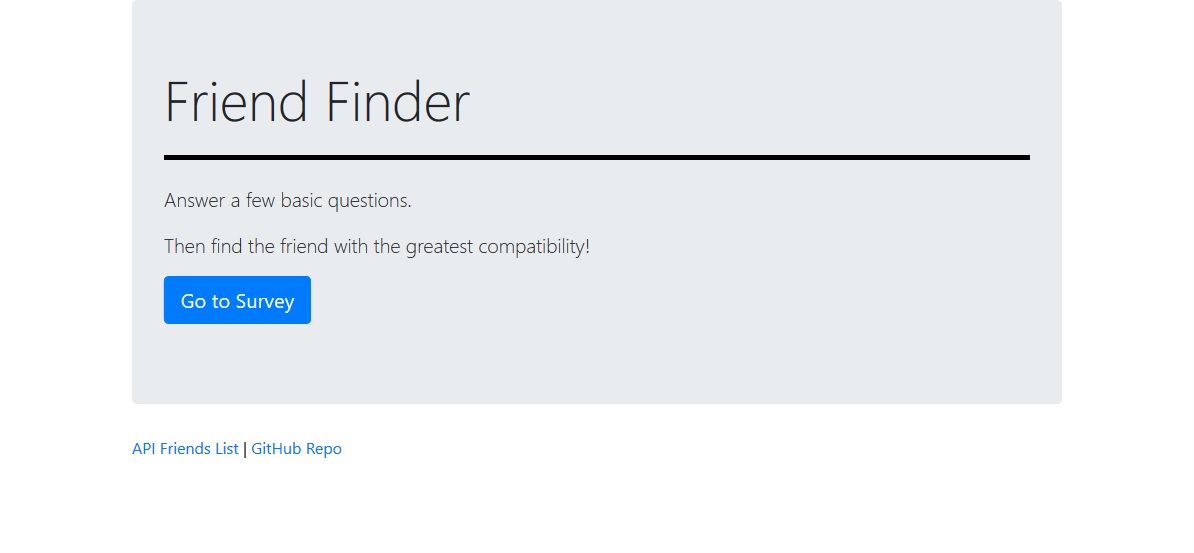 Friend Finder
Answer a few basic questions.
Then find the friend with the greatest compatibility!
Go to Survey
API Friends List | GitHub Repo